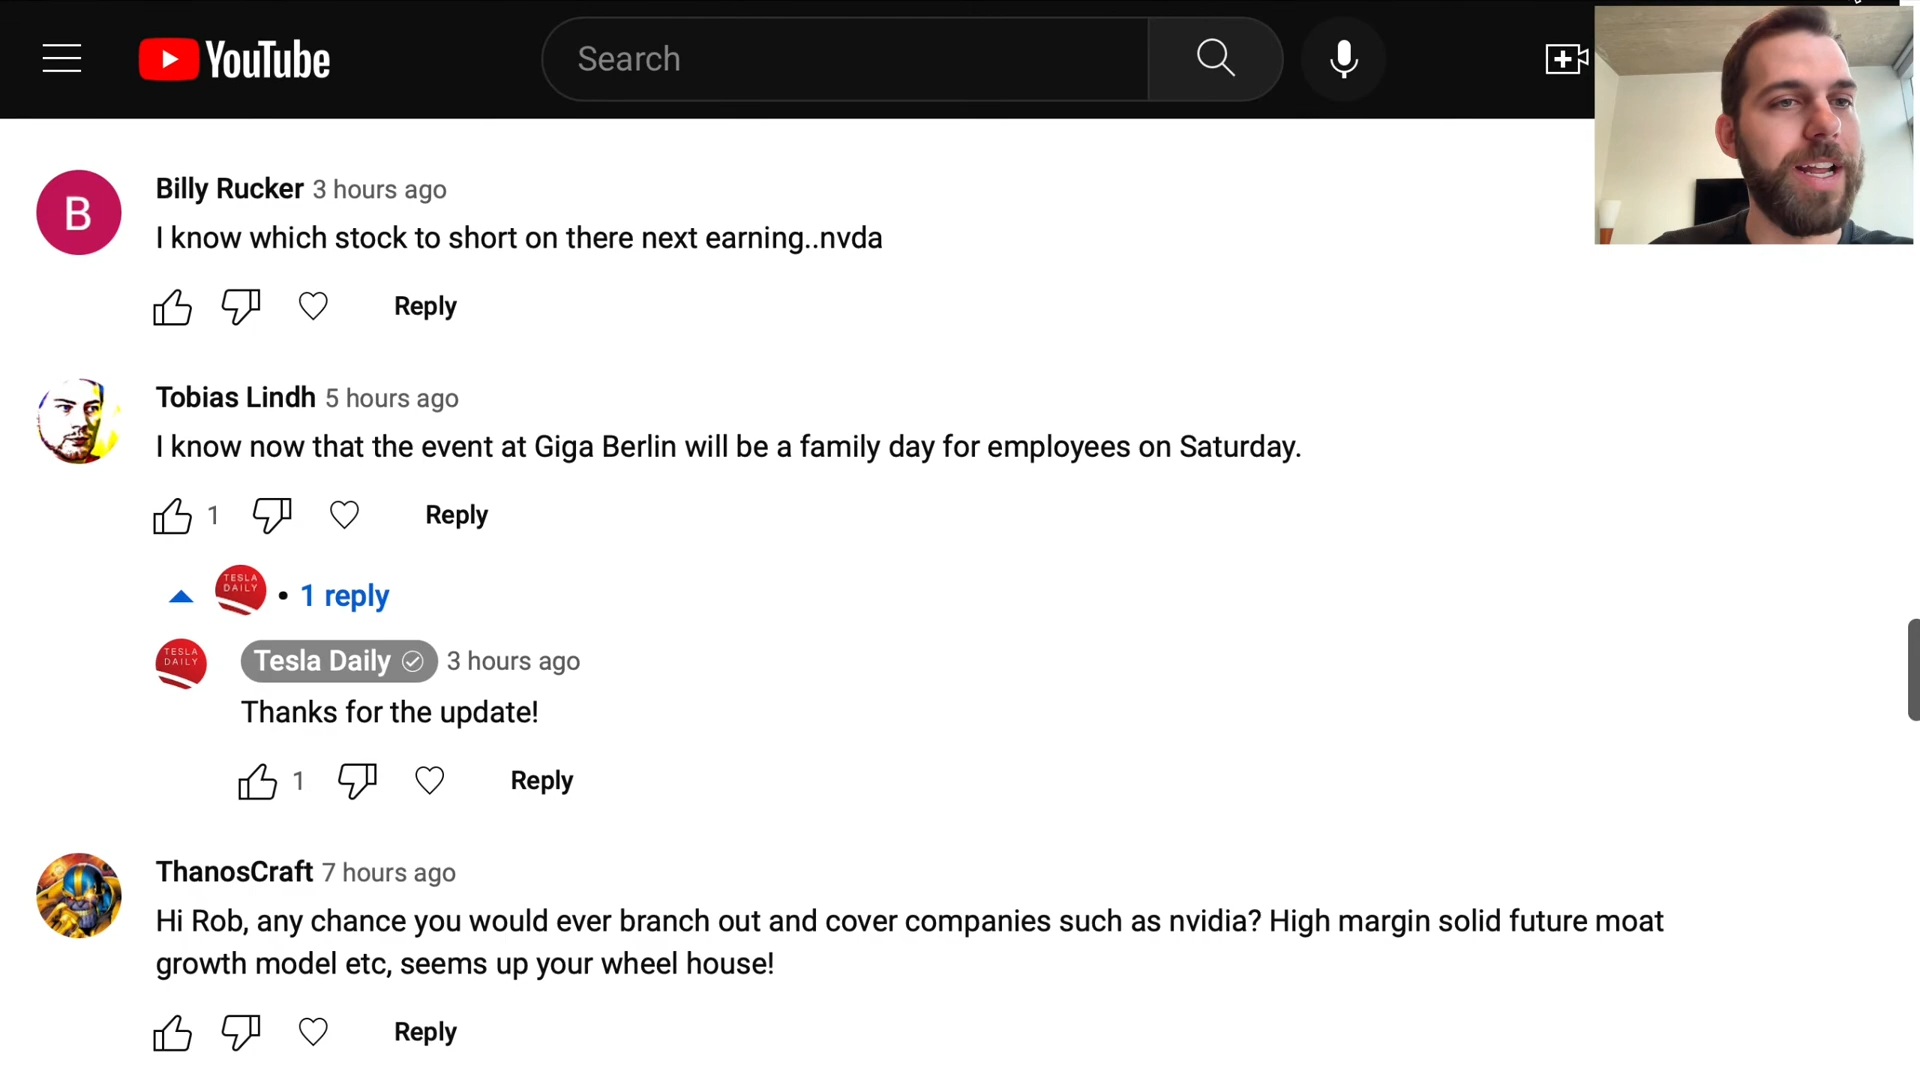 YouTube
Search
Billy Rucker 3 hours ago
I know which stock to short on there next earning..nvda
Reply
Tobias Lindh 5 hours ago
I know now that the event at Giga Berlin will be a family day for employees on Saturday.
1 Reply
TESLA DAILY • 1 reply
TESLA DAILY Tesla Daily 3 hours ago
Thanks for the update!
1 Reply
ThanosCraft 7 hours ago
Hi Rob, any chance you would ever branch out and cover companies such as nvidia? High margin solid future moat
growth model etc, seems up your wheel house!
Reply
B